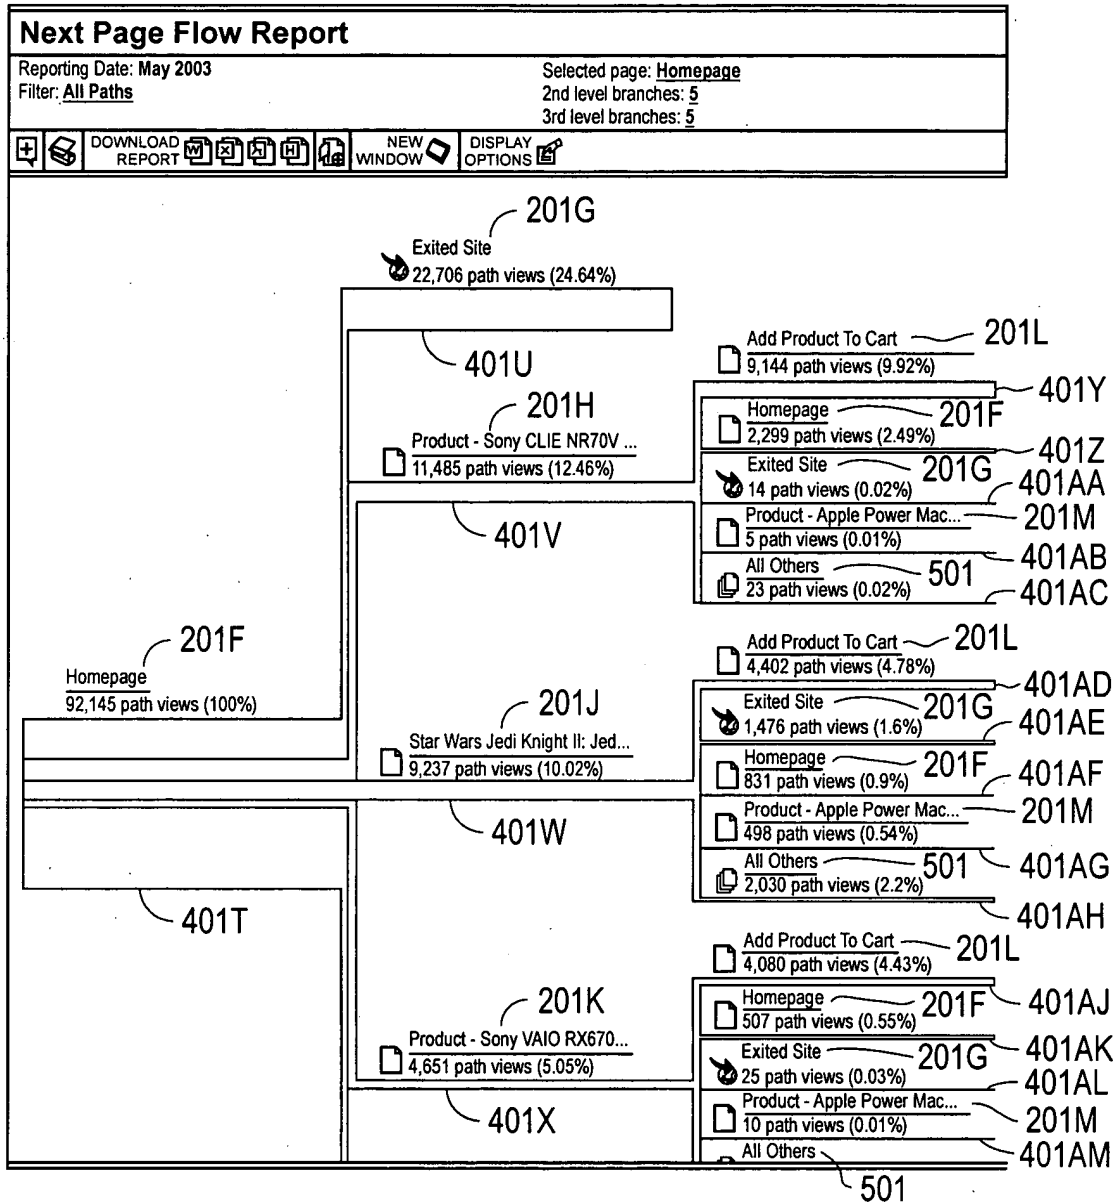 Next Page Flow Report
Reporting Date: May 2003
Filter: All Paths
Selected page: Homepage
2nd level branches: 5
3rd level branches: 5
DOWNLOAD
REPORT
NEW
WINDOW
DISPLAY
OPTIONS
201G
Exited Site
22,706 path views (24.64%)
401U
201H
Product - Sony CLIE NR70V ...
11,485 path views (12.46%)
401V
Add Product To Cart
201L
9,144 path views (9.92%)
401Y
Homepage
201F
2,299 path views (2.49%)
401Z
Exited Site
201G
14 path views (0.02%)
401AA
Product - Apple Power Mac...
201M
5 path views (0.01%)
401AB
All Others
501
23 path views (0.02%)
401AC
201F
Homepage
92,145 path views (100%)
401T
201J
Star Wars Jedi Knight II: Jed...
9,237 path views (10.02%)
401W
Add Product To Cart
201L
4,402 path views (4.78%)
401AD
Exited Site
201G
1,476 path views (1.6%)
401AE
Homepage
201F
831 path views (0.9%)
401AF
Product - Apple Power Mac...
201M
498 path views (0.54%)
401AG
All Others
501
2,030 path views (2.2%)
401AH
201K
Product - Sony VAIO RX670...
4,651 path views (5.05%)
401X
Add Product To Cart
201L
4,080 path views (4.43%)
401AJ
Homepage
201F
507 path views (0.55%)
401AK
Exited Site
201G
25 path views (0.03%)
401AL
Product - Apple Power Mac...
201M
10 path views (0.01%)
401AM
All Others
501